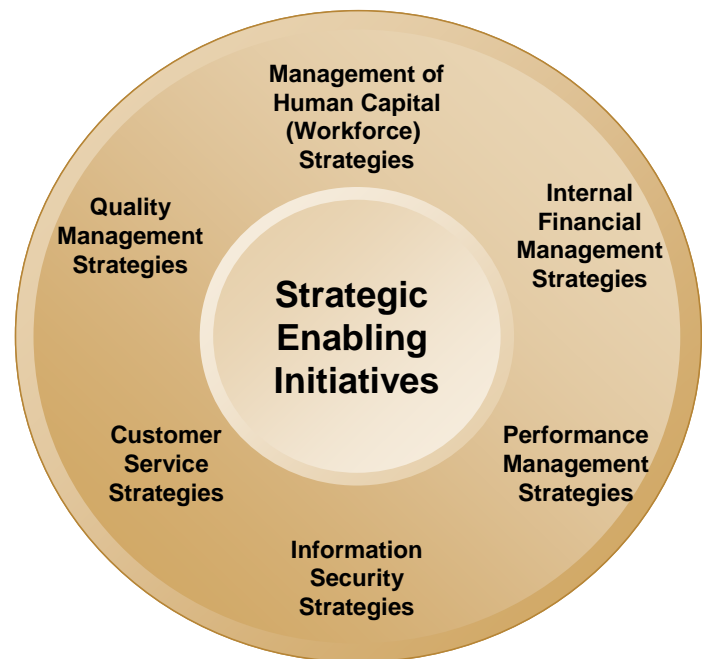 Management of
Human Capital
(Workforce)
Strategies
Internal
Financial
Management
Strategies
Performance
Management
Strategies
Information
Security
Strategies
Customer
Service
Strategies
Quality
Management
Strategies
Strategic
Enabling
Initiatives